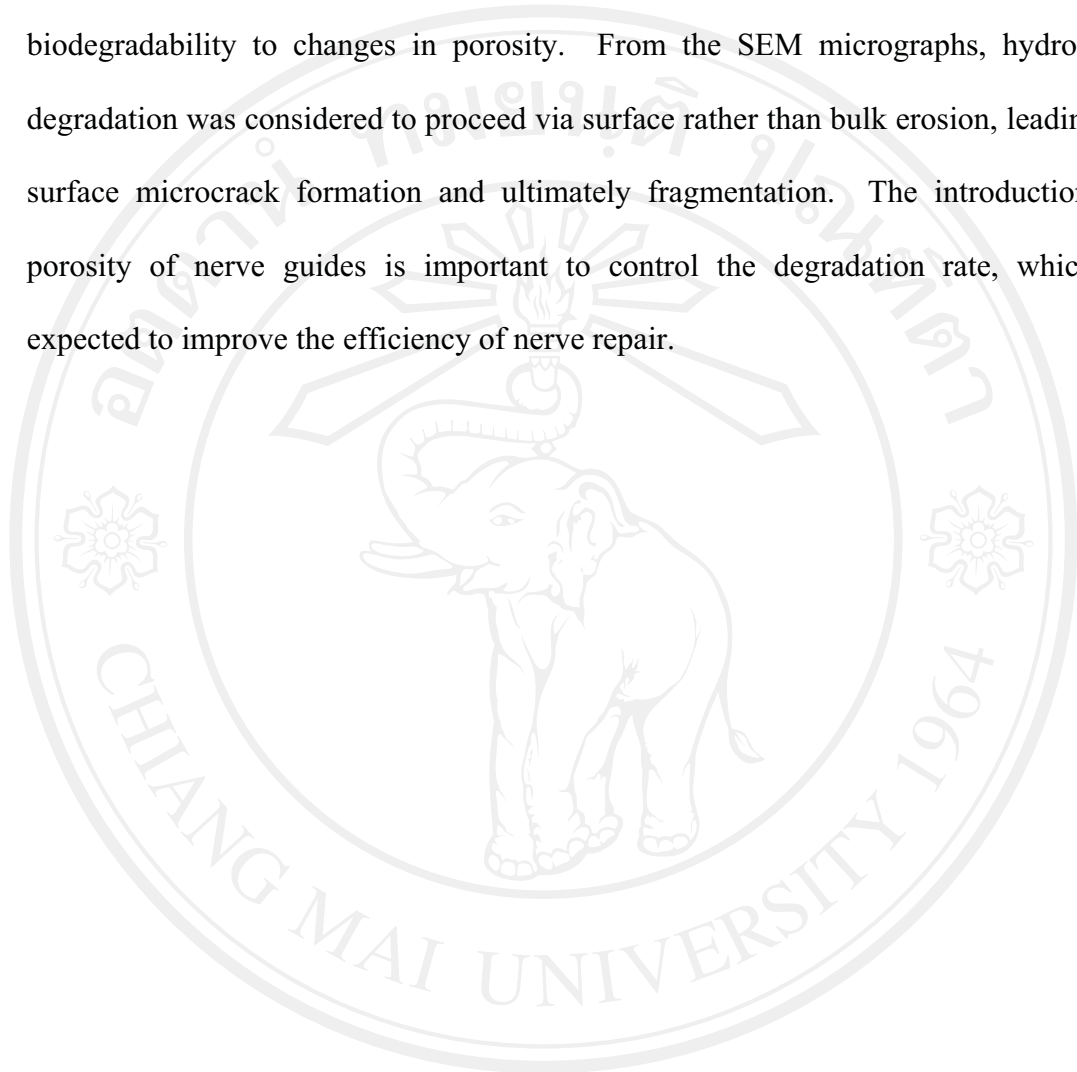 biodegradability to changes in porosity. From the SEM micrographs, hydro
degradation was considered to proceed via surface rather than bulk erosion, leadin
surface microcrack formation and ultimately fragmentation. The introduction
porosity of nerve guides is important to control the degradation rate, whic
expected to improve the efficiency of nerve repair.
CHIANG MAI UNIVERSITY 1964